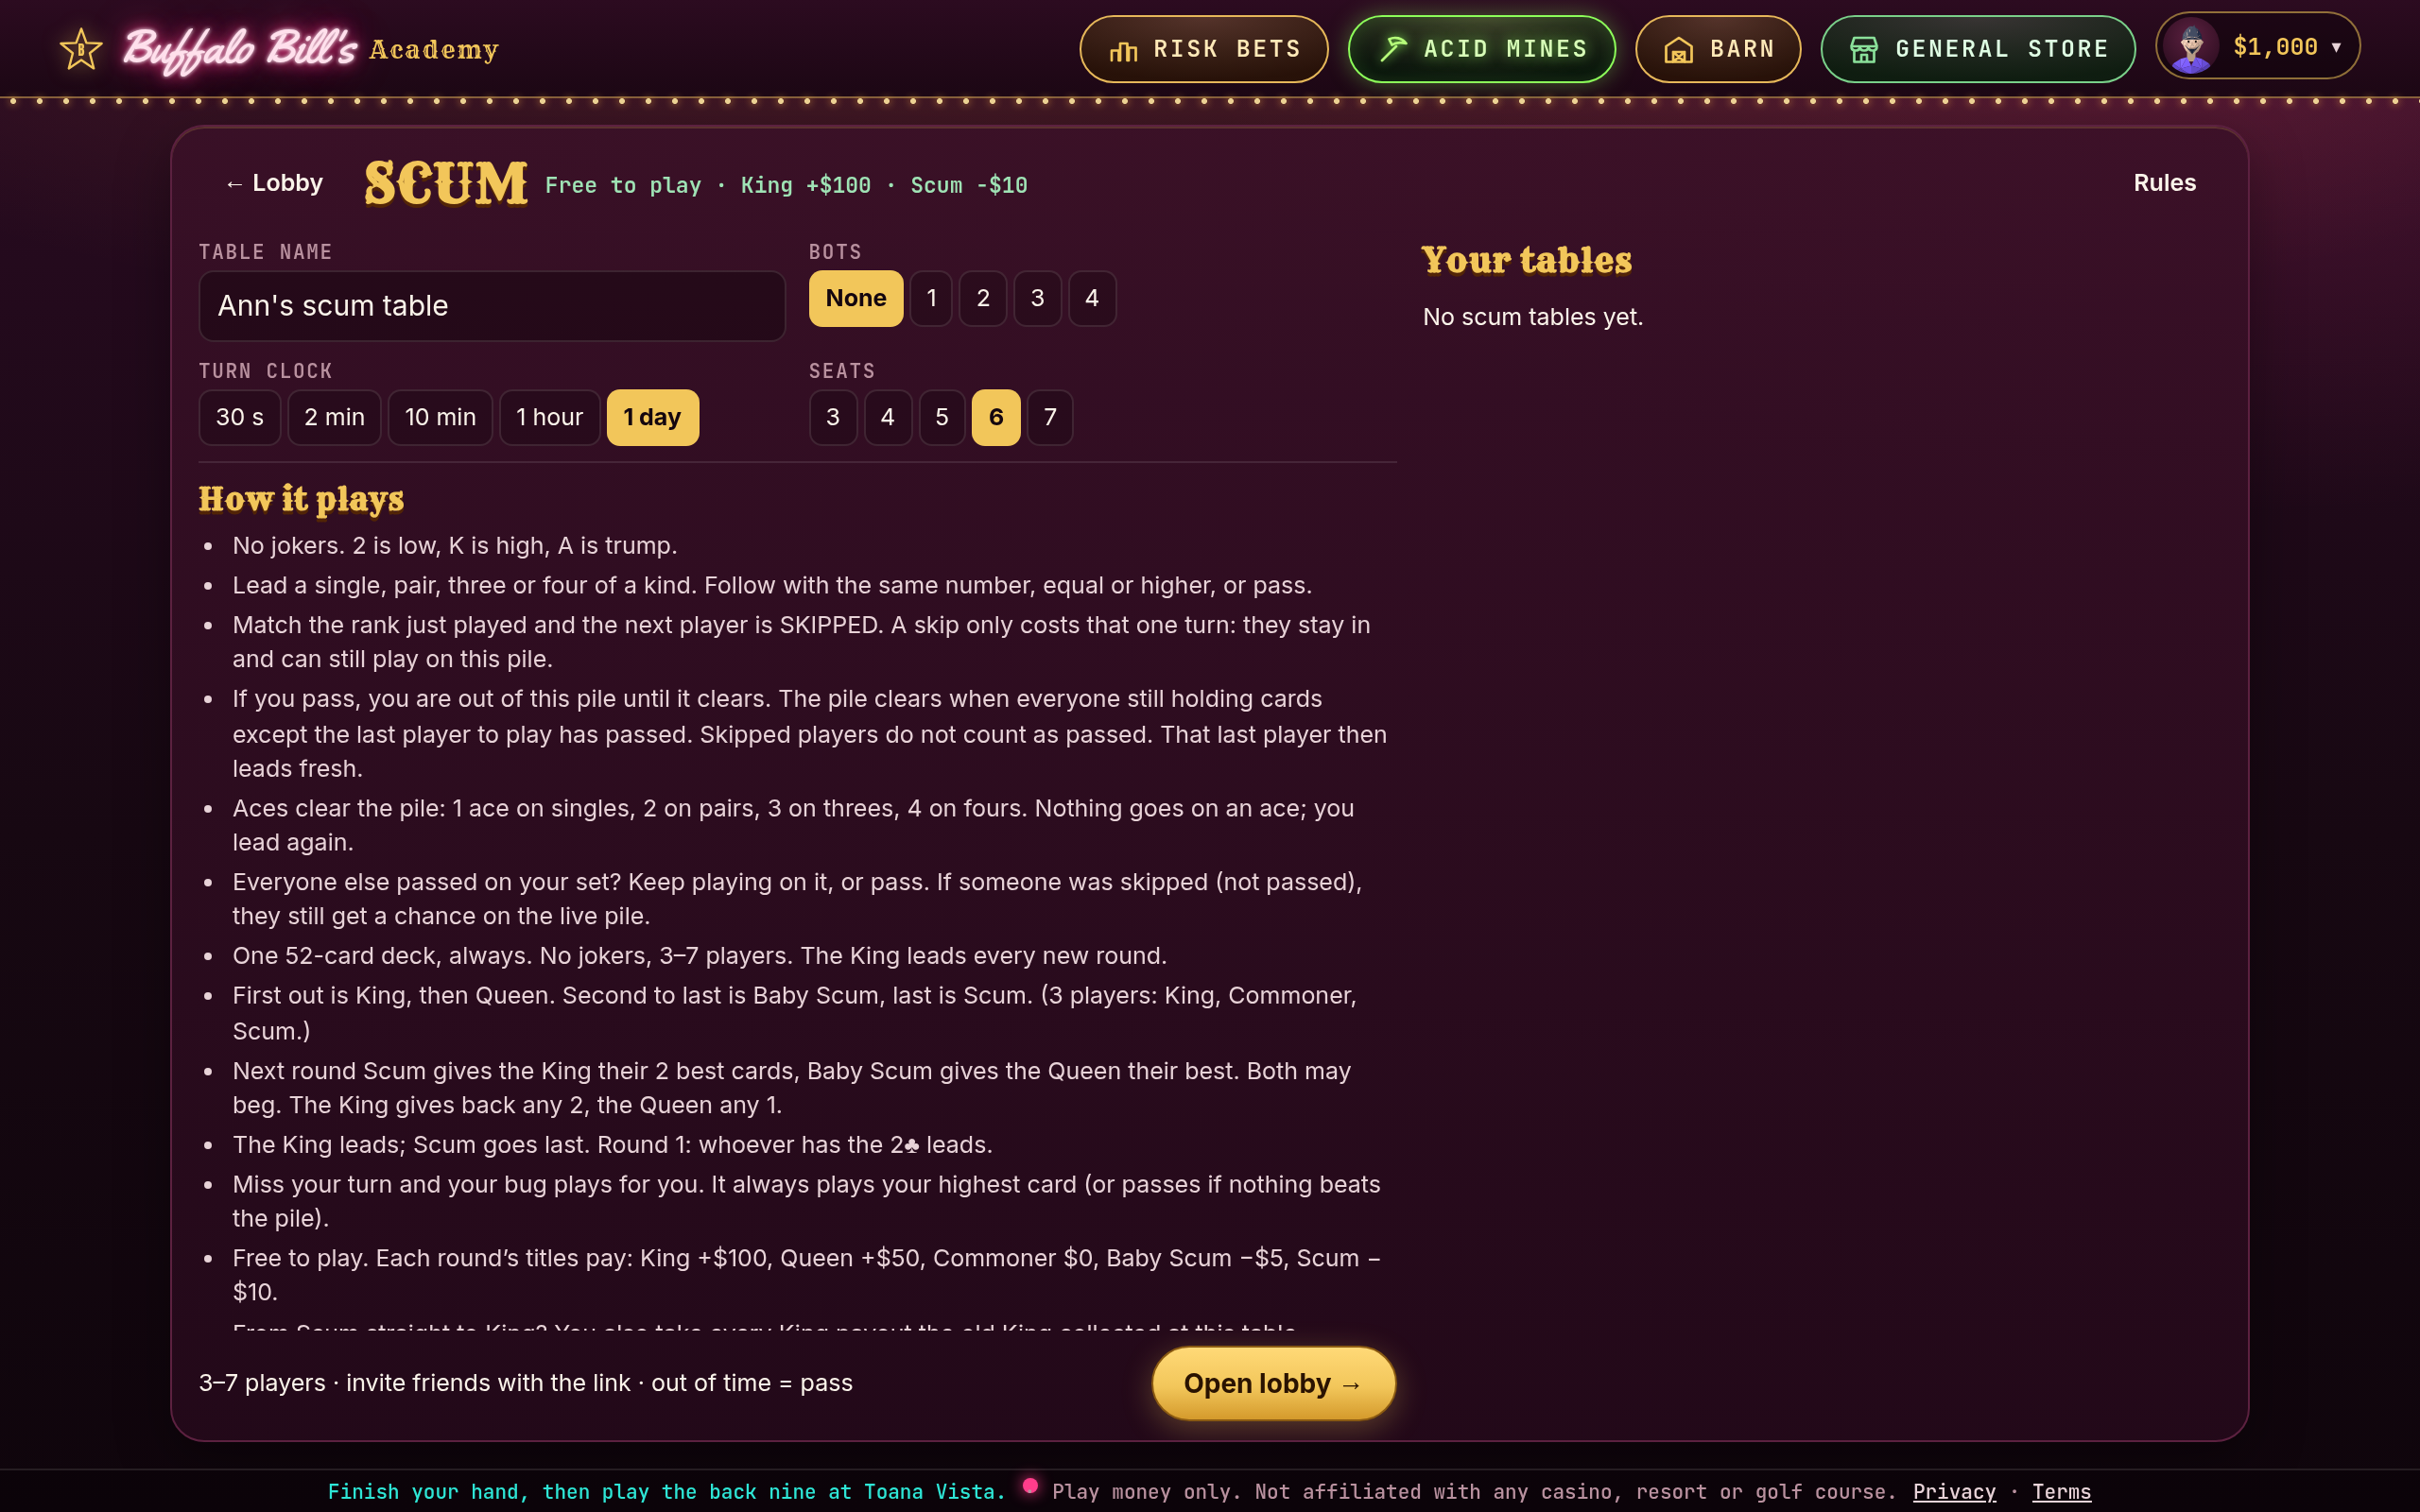 B Buffalo Bill's Academy
RISK BETS
ACID MINES
BARN
GENERAL STORE
$1,000 ▼
← Lobby
SCUM
Free to play · King +$100 · Scum -$10
Rules
TABLE NAME
Ann's scum table
BOTS
None 1 2 3 4
TURN CLOCK
30 s 2 min 10 min 1 hour 1 day
SEATS
3 4 5 6 7
How it plays
• No jokers. 2 is low, K is high, A is trump.
• Lead a single, pair, three or four of a kind. Follow with the same number, equal or higher, or pass.
• Match the rank just played and the next player is SKIPPED. A skip only costs that one turn: they stay in
and can still play on this pile.
• If you pass, you are out of this pile until it clears. The pile clears when everyone still holding cards
except the last player to play has passed. Skipped players do not count as passed. That last player then
leads fresh.
• Aces clear the pile: 1 ace on singles, 2 on pairs, 3 on threes, 4 on fours. Nothing goes on an ace; you
lead again.
• Everyone else passed on your set? Keep playing on it, or pass. If someone was skipped (not passed),
they still get a chance on the live pile.
• One 52-card deck, always. No jokers, 3–7 players. The King leads every new round.
• First out is King, then Queen. Second to last is Baby Scum, last is Scum. (3 players: King, Commoner,
Scum.)
• Next round Scum gives the King their 2 best cards, Baby Scum gives the Queen their best. Both may
beg. The King gives back any 2, the Queen any 1.
• The King leads; Scum goes last. Round 1: whoever has the 2♣ leads.
• Miss your turn and your bug plays for you. It always plays your highest card (or passes if nothing beats
the pile).
• Free to play. Each round’s titles pay: King +$100, Queen +$50, Commoner $0, Baby Scum −$5, Scum −
$10.
From Scum straight to King? You also take every King payout the old King collected at this table.
3–7 players · invite friends with the link · out of time = pass
Open lobby →
Your tables
No scum tables yet.
Finish your hand, then play the back nine at Toana Vista.
Play money only. Not affiliated with any casino, resort or golf course. Privacy · Terms